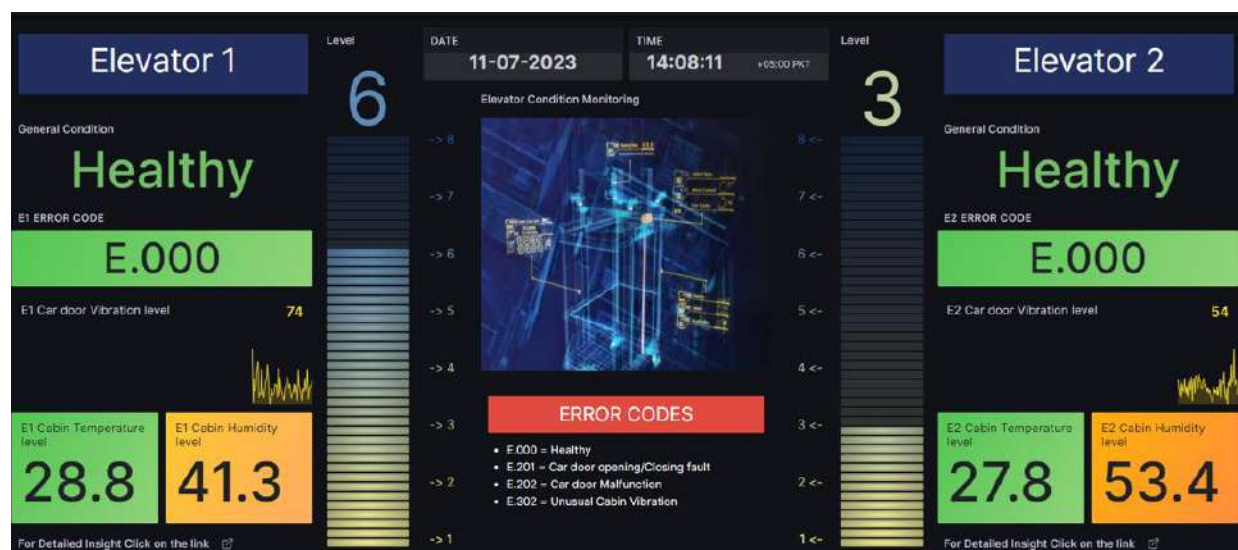 Elevator 1
General Condition
Healthy
E1 ERROR CODE
E.000
E1 Car door Vibration level
74
E1 Cabin Temperature
level
28.8
E1 Cabin Humidity
level
41.3
For Detailed Insight Click on the link
Level
6
DATE
11-07-2023
TIME
14:08:11
+05:00 PKT
Elevator Condition Monitoring
-> 8
-> 7
-> 6
-> 5
-> 4
-> 3
-> 2
-> 1
ERROR CODES
• E.000 = Healthy
• E.201 = Car door opening/Closing fault
• E.202 = Car door Malfunction
• E.302 = Unusual Cabin Vibration
8 <-
7 <-
6 <-
5 <-
4 <-
3 <-
2 <-
1 <-
Level
3
Elevator 2
General Condition
Healthy
E2 ERROR CODE
E.000
E2 Car door Vibration level
54
E2 Cabin Temperature
level
27.8
E2 Cabin Humidity
level
53.4
For Detailed Insight Click on the link